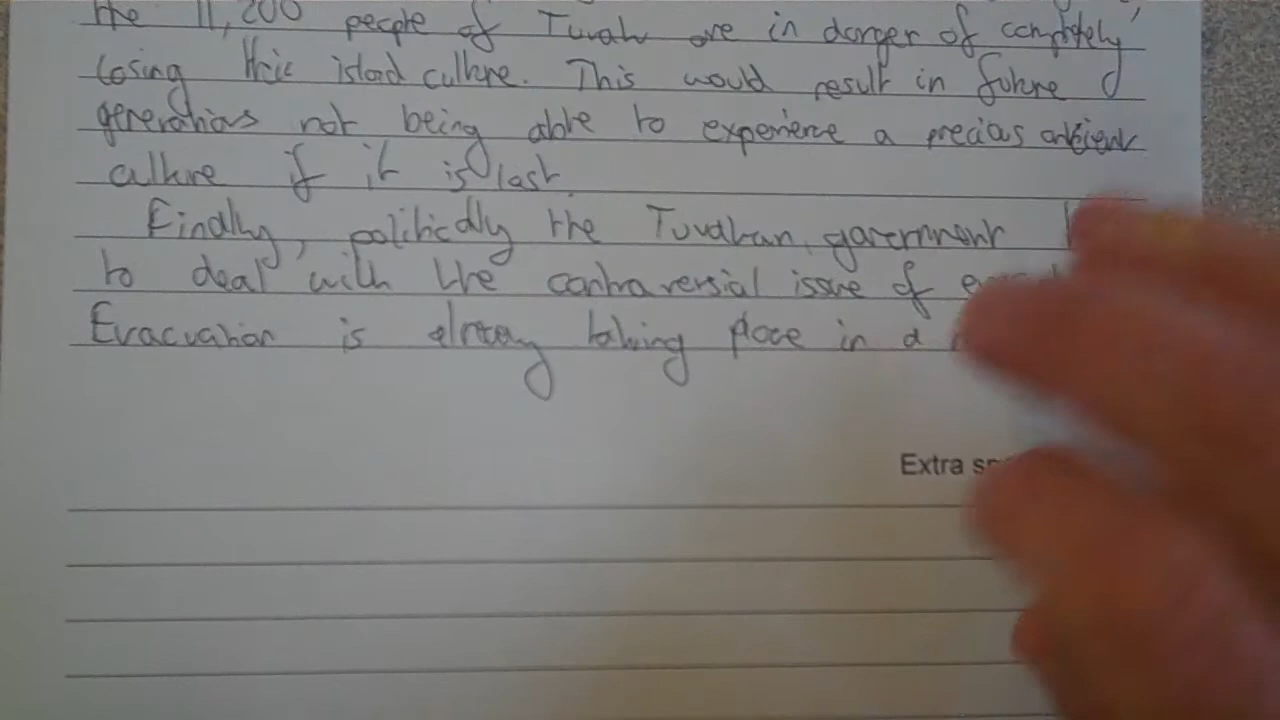 the 11,200 people of Tuvalu are in danger of completely
losing this island culture. This would result in future
generations not being able to experience a precious ancient
culture if it is lost.
Finally, politically the Tuvaluan government
to deal with the controversial issue of
Evacuation is already taking place in a
Extra